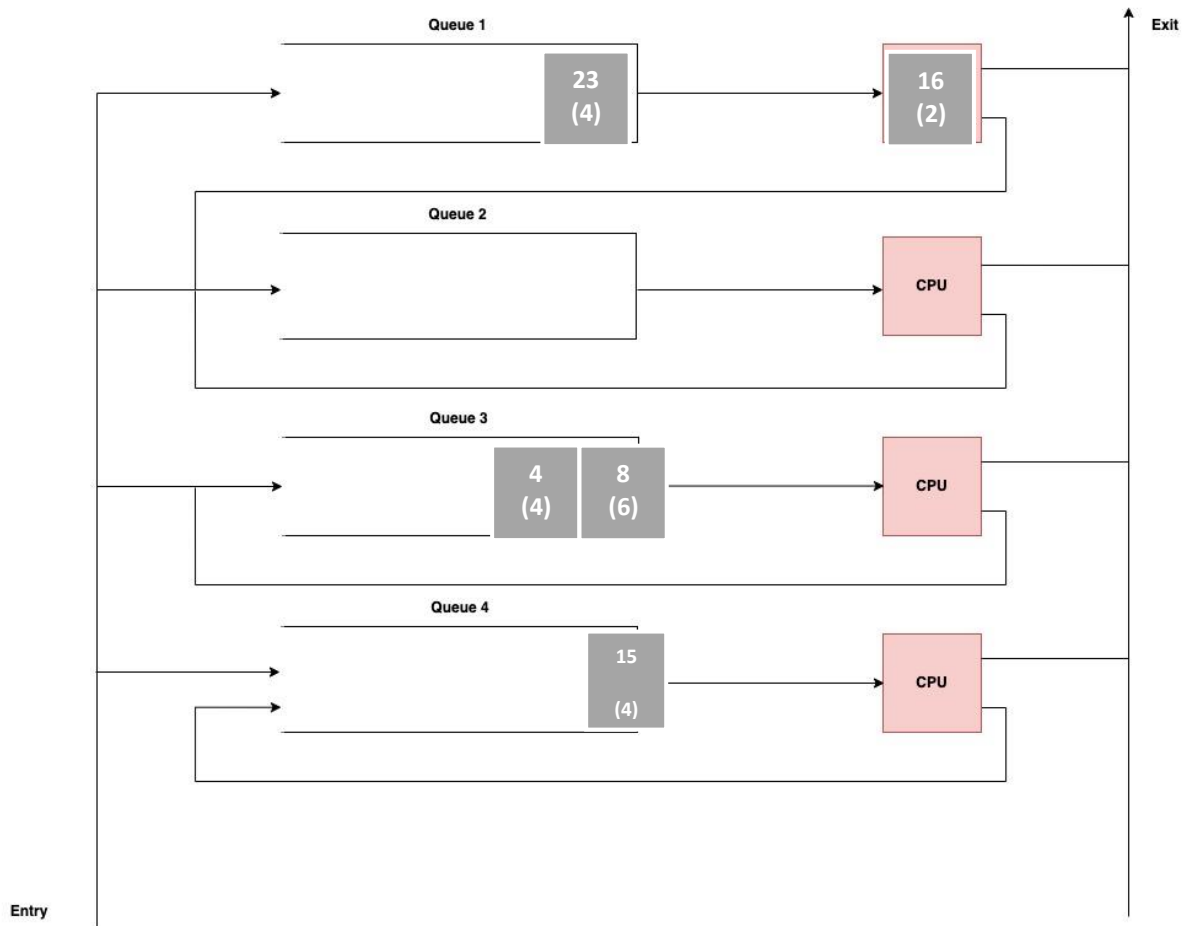 Queue 1
Exit
23
(4)
16
(2)
Queue 2
CPU
Queue 3
4
(4)
8
(6)
CPU
Queue 4
15
(4)
CPU
Entry